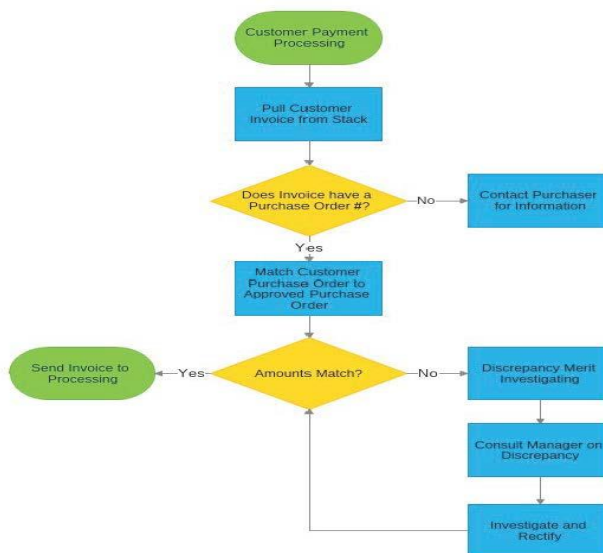 Customer Payment
Processing
Pull Customer
Invoice from Stack
Does Invoice have a
Purchase Order #?
No
Contact Purchaser
for Information
Yes
Match Customer
Purchase Order to
Approved Purchase
Order
Send Invoice to
Processing
Yes
Amounts Match?
No
Discrepancy Merit
Investigating
Consult Manager on
Discrepancy
Investigate and
Rectify